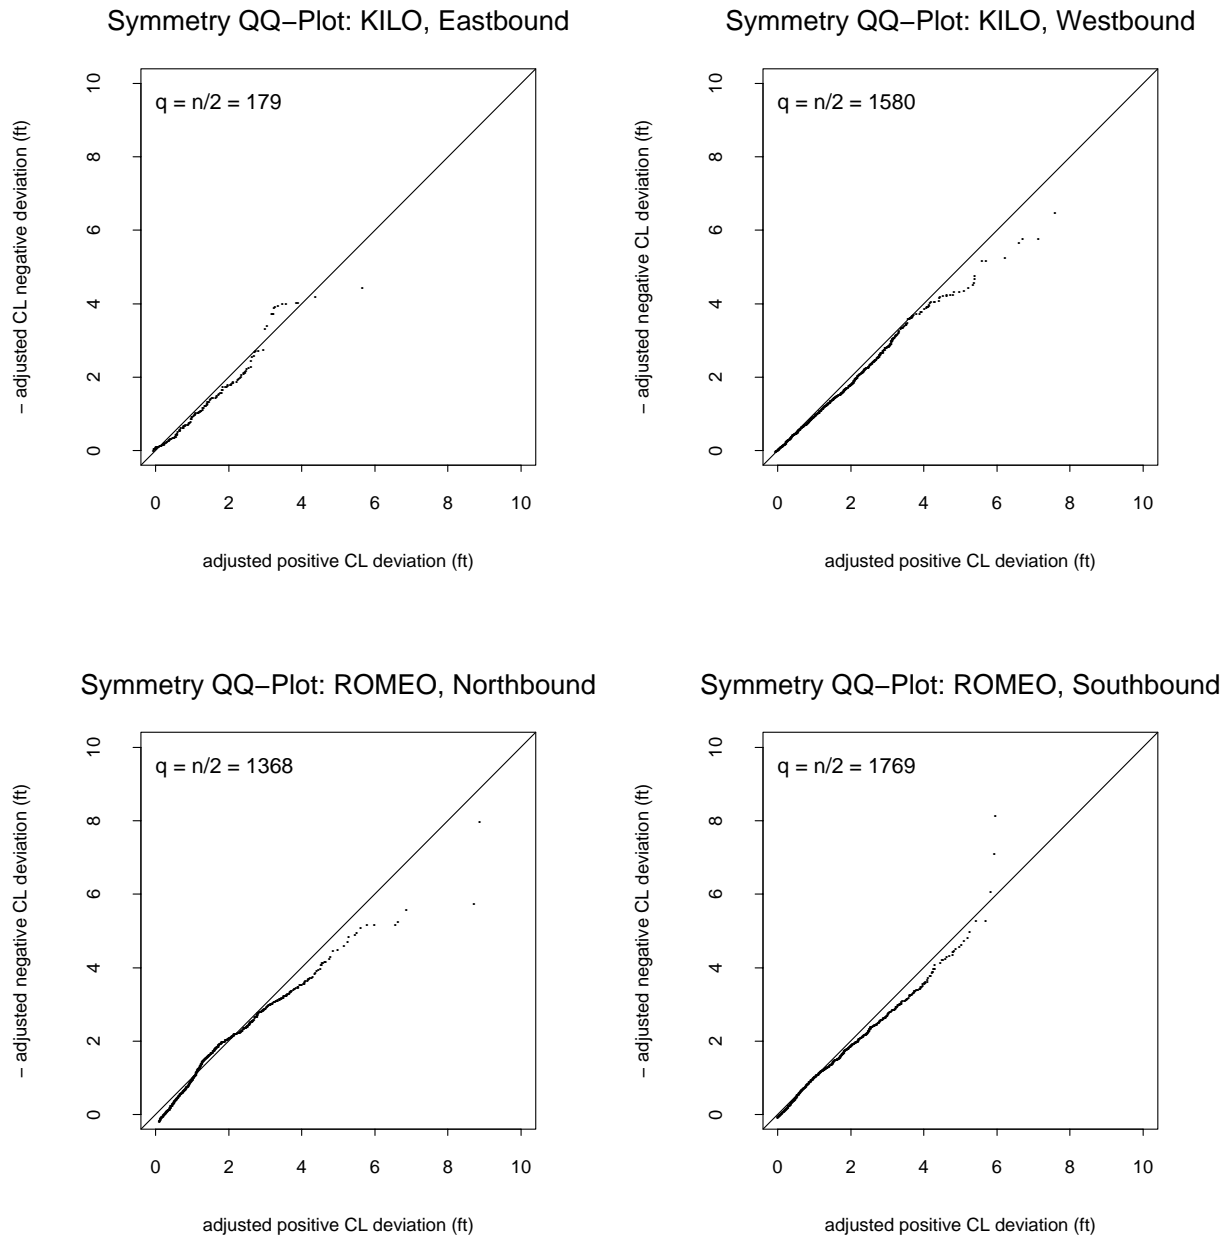 Symmetry QQ−Plot: KILO, Eastbound
− adjusted CL negative deviation (ft)
q = n/2 = 179
10
8
6
4
2
0
0 2 4 6 8 10
adjusted positive CL deviation (ft)
Symmetry QQ−Plot: KILO, Westbound
− adjusted negative CL deviation (ft)
q = n/2 = 1580
10
8
6
4
2
0
0 2 4 6 8 10
adjusted positive CL deviation (ft)
Symmetry QQ−Plot: ROMEO, Northbound
− adjusted negative CL deviation (ft)
q = n/2 = 1368
10
8
6
4
2
0
0 2 4 6 8 10
adjusted positive CL deviation (ft)
Symmetry QQ−Plot: ROMEO, Southbound
− adjusted negative CL deviation (ft)
q = n/2 = 1769
10
8
6
4
2
0
0 2 4 6 8 10
adjusted positive CL deviation (ft)